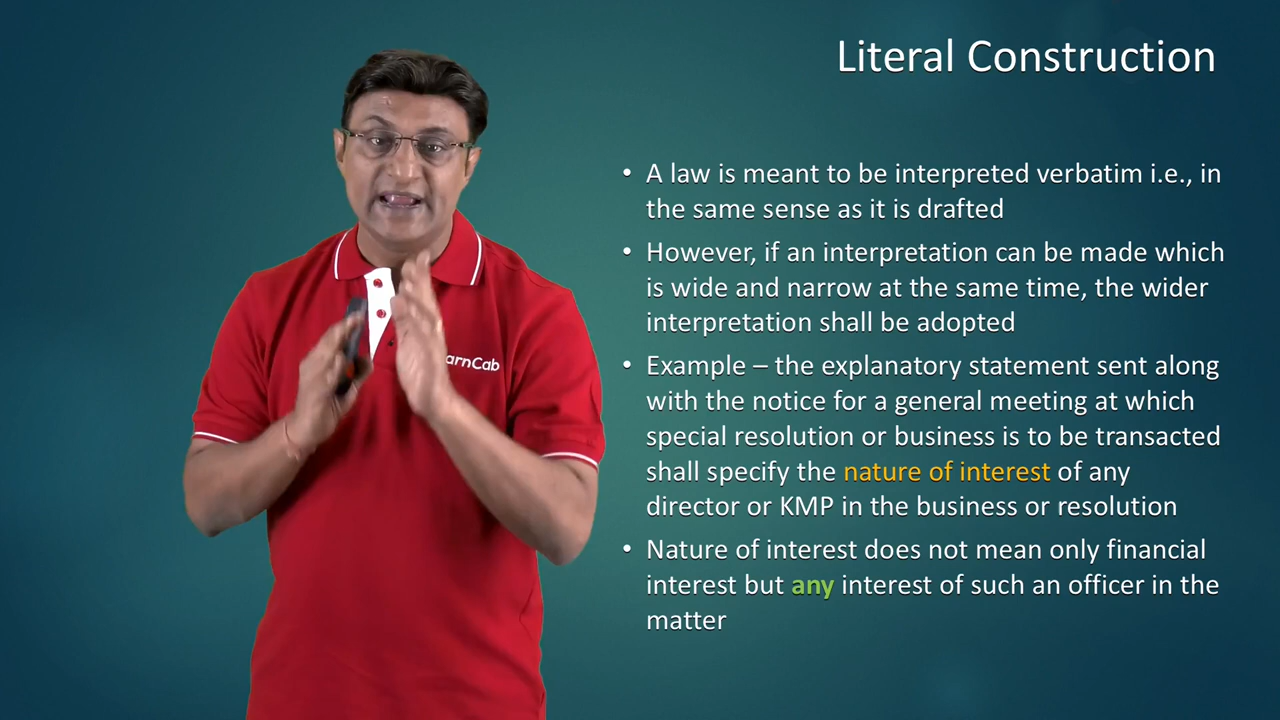 Literal Construction
• A law is meant to be interpreted verbatim i.e., in
the same sense as it is drafted
• However, if an interpretation can be made which
is wide and narrow at the same time, the wider
interpretation shall be adopted
• Example – the explanatory statement sent along
with the notice for a general meeting at which
special resolution or business is to be transacted
shall specify the nature of interest of any
director or KMP in the business or resolution
• Nature of interest does not mean only financial
interest but any interest of such an officer in the
matter
arnCab